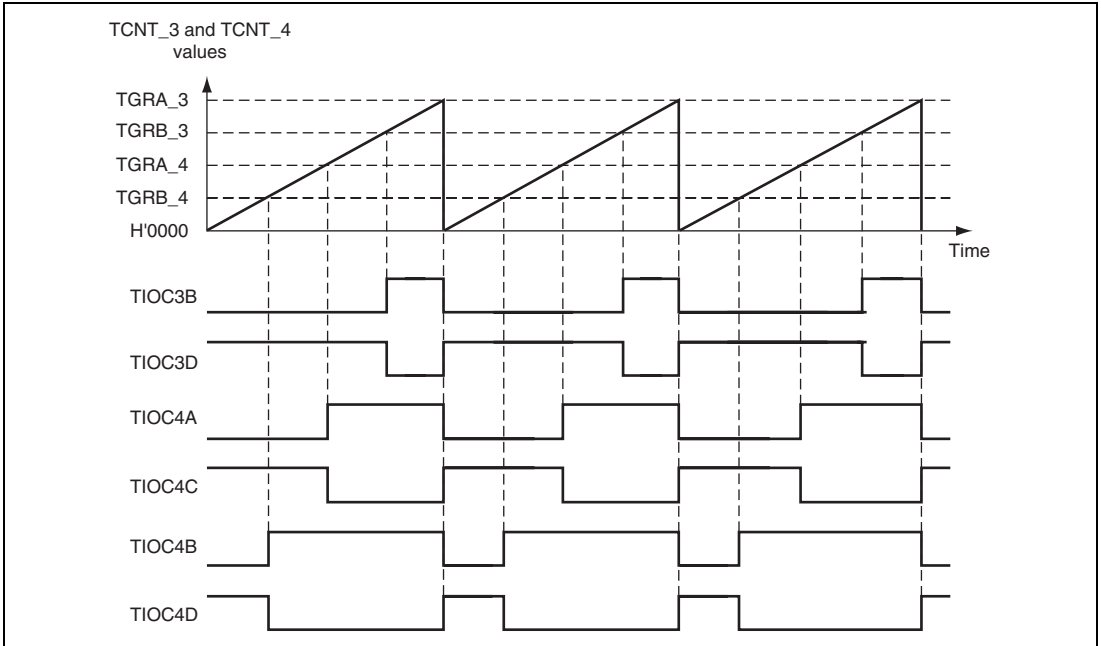 TCNT_3 and TCNT_4
values
TGRA_3
TGRB_3
TGRA_4
TGRB_4
H'0000
Time
TIOC3B
TIOC3D
TIOC4A
TIOC4C
TIOC4B
TIOC4D